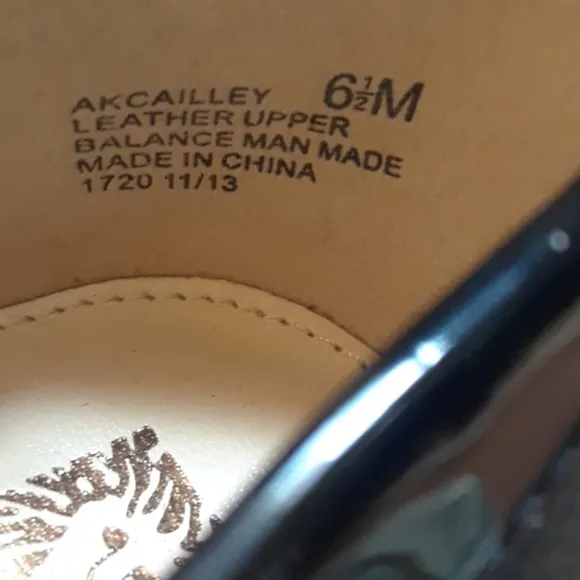 AKCAILLEY 6½M
LEATHER UPPER
BALANCE MAN MADE
MADE IN CHINA
1720 11/13